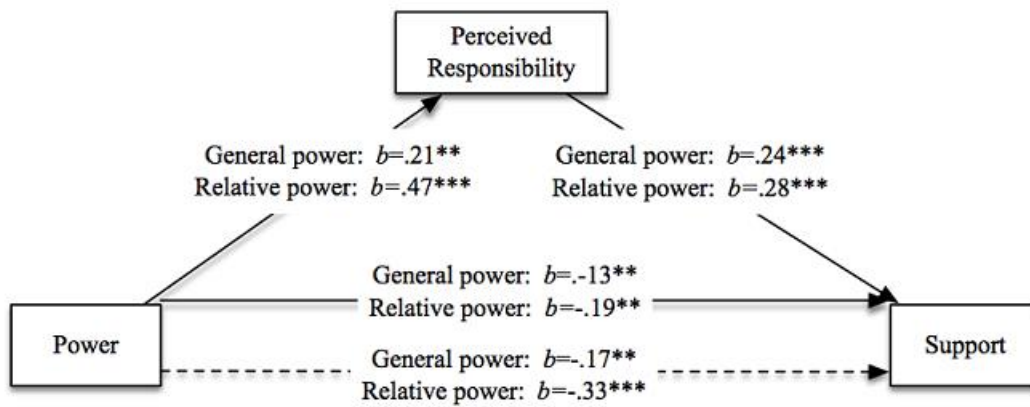 Perceived
Responsibility
General power: b=.21**
Relative power: b=.47***
General power: b=.24***
Relative power: b=.28***
General power: b=.-13**
Relative power: b=-.19**
Power
General power: b=-.17**
Relative power: b=-.33***
Support